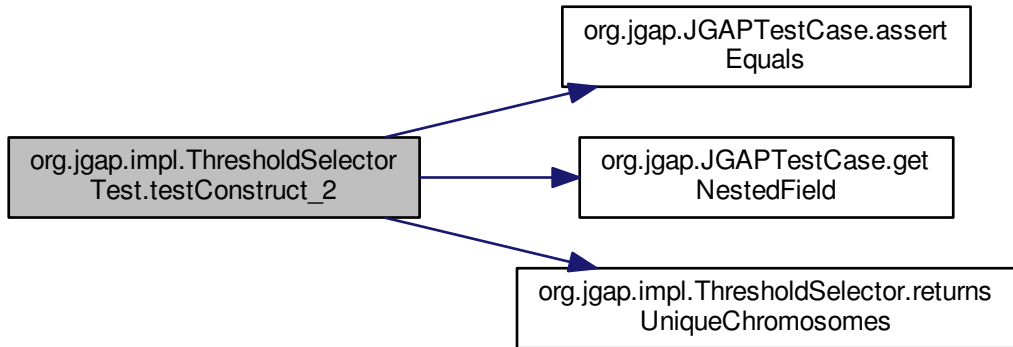 org.jgap.JGAPTestCase.assert
Equals
org.jgap.impl.ThresholdSelector
Test.testConstruct_2
org.jgap.JGAPTestCase.get
NestedField
org.jgap.impl.ThresholdSelector.returns
UniqueChromosomes